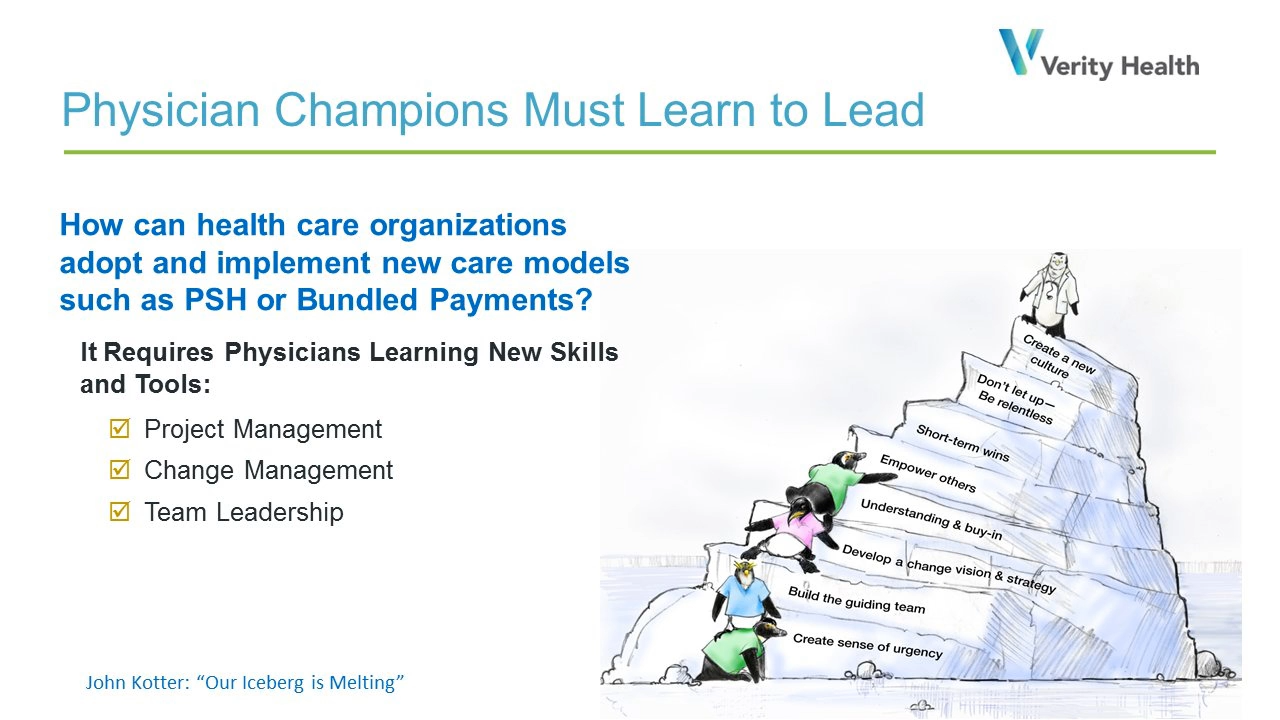 Verity Health
Physician Champions Must Learn to Lead
How can health care organizations
adopt and implement new care models
such as PSH or Bundled Payments?
It Requires Physicians Learning New Skills
and Tools:
Project Management
Change Management
Team Leadership
Create a new
culture
Don't let up—
Be relentless
Short-term wins
Empower others
Understanding & buy-in
Develop a change vision & strategy
Build the guiding team
Create sense of urgency
John Kotter: “Our Iceberg is Melting”